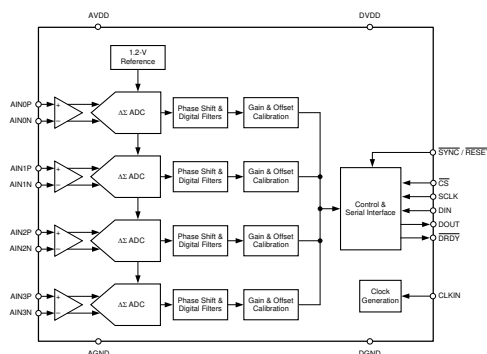 AVDD
DVDD
1.2-V
Reference
AIN0P
+
AIN0N
−
ΔΣ ADC
Phase Shift &
Digital Filters
Gain & Offset
Calibration
SYNC / RESE
AIN1P
+
AIN1N
−
ΔΣ ADC
Phase Shift &
Digital Filters
Gain & Offset
Calibration
Control &
Serial Interface
CS
SCLK
DIN
DOUT
DRDY
AIN2P
+
AIN2N
−
ΔΣ ADC
Phase Shift &
Digital Filters
Gain & Offset
Calibration
AIN3P
+
AIN3N
−
ΔΣ ADC
Phase Shift &
Digital Filters
Gain & Offset
Calibration
Clock
Generation
CLKIN
AGND
DGND